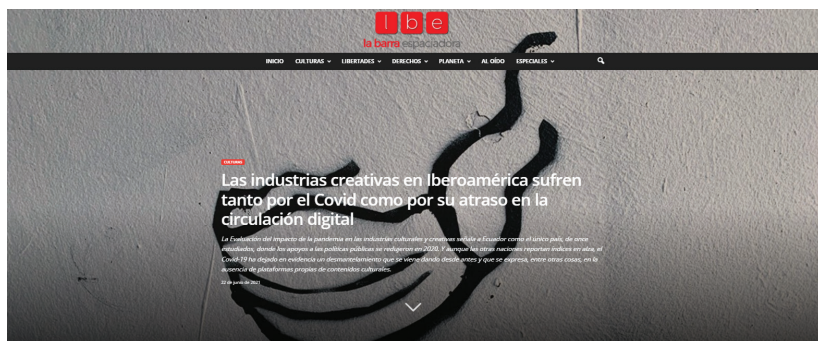 lbe
la barra espaciadora
INICIO CULTURAS LIBERTADES DERECHOS PLANETA AL OÍDO ESPECIALES
CULTURAS
Las industrias creativas en Iberoamérica sufren
tanto por el Covid como por su atraso en la
circulación digital
La Evaluación del impacto de la pandemia en las industrias culturales y creativas señala a Ecuador como el único país, de once
estudiados, donde los apoyos a las políticas públicas se redujeron en 2020. Y aunque las otras naciones reportan índices en alza, el
Covid-19 ha dejado en evidencia un desmantelamiento que se viene dando desde antes y que se expresa, entre otras cosas, en la
ausencia de plataformas propias de contenidos culturales.
22 de junio de 2021